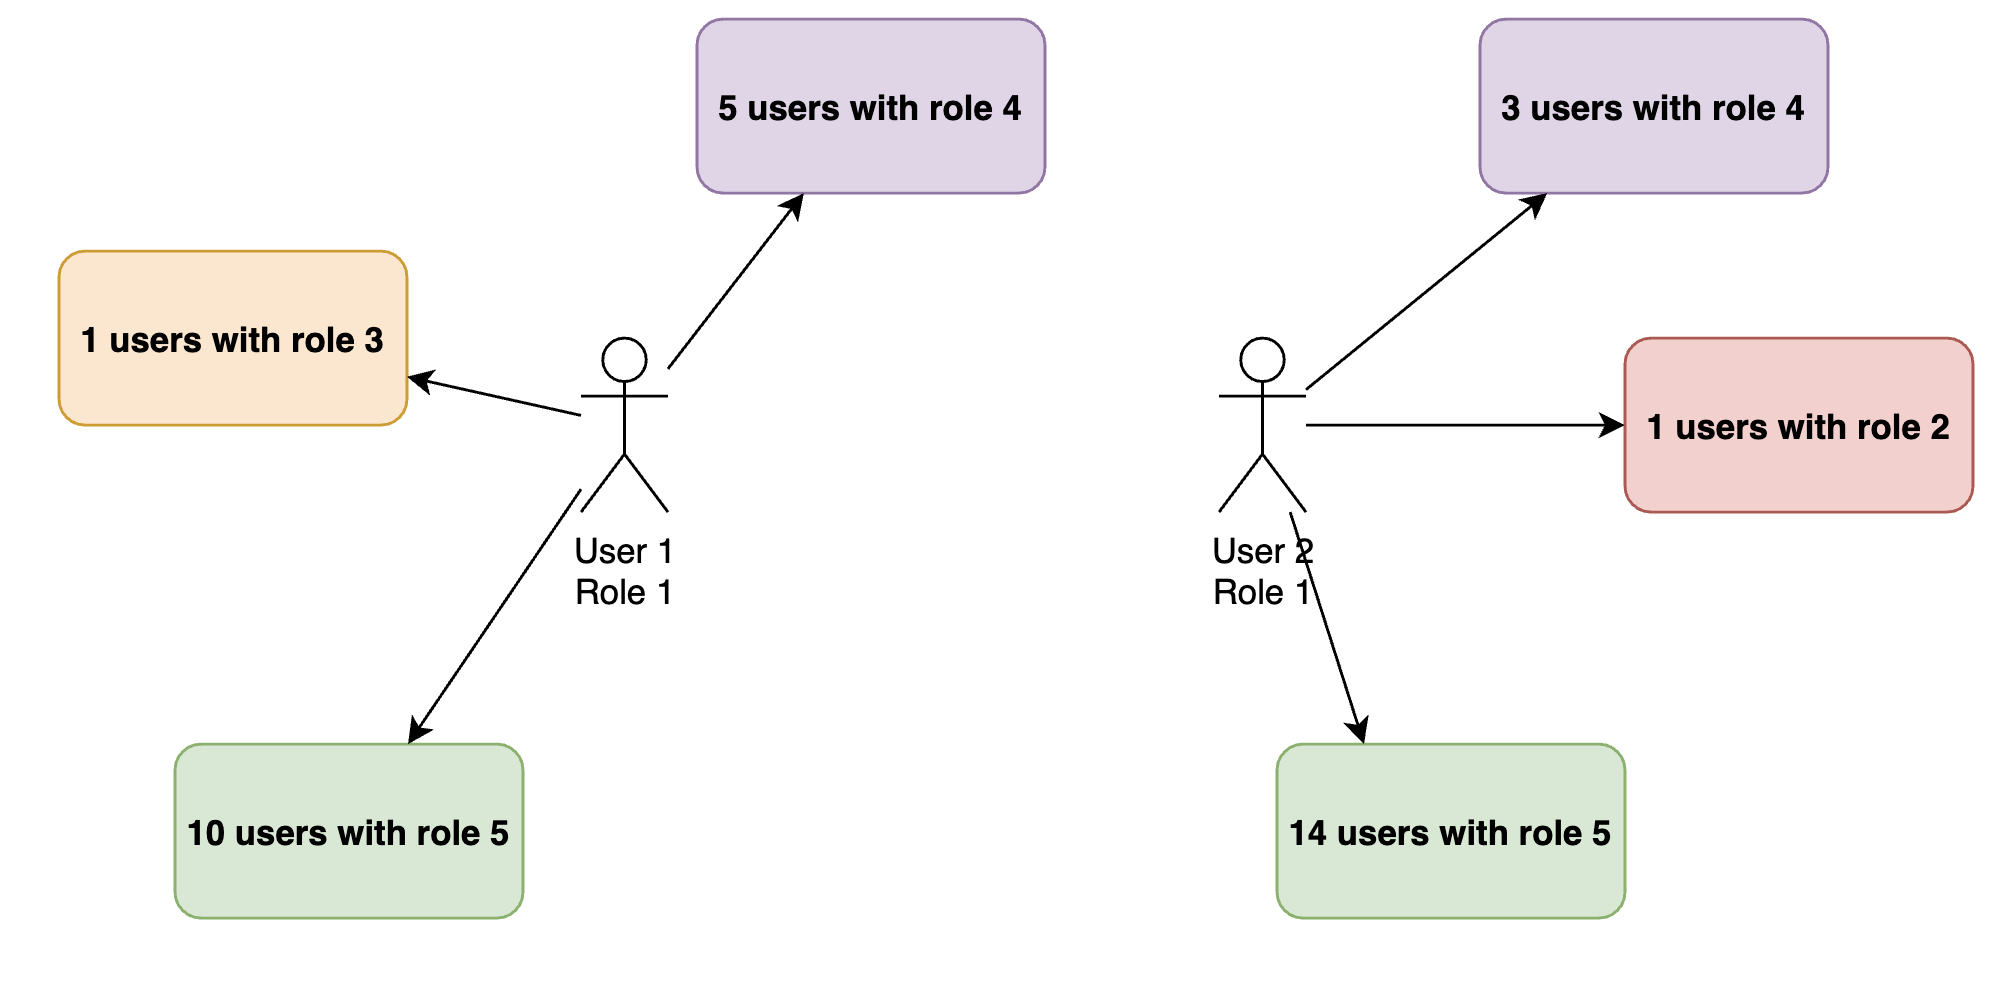 5 users with role 4
3 users with role 4
1 users with role 3
1 users with role 2
User 1
Role 1
User 2
Role 1
10 users with role 5
14 users with role 5